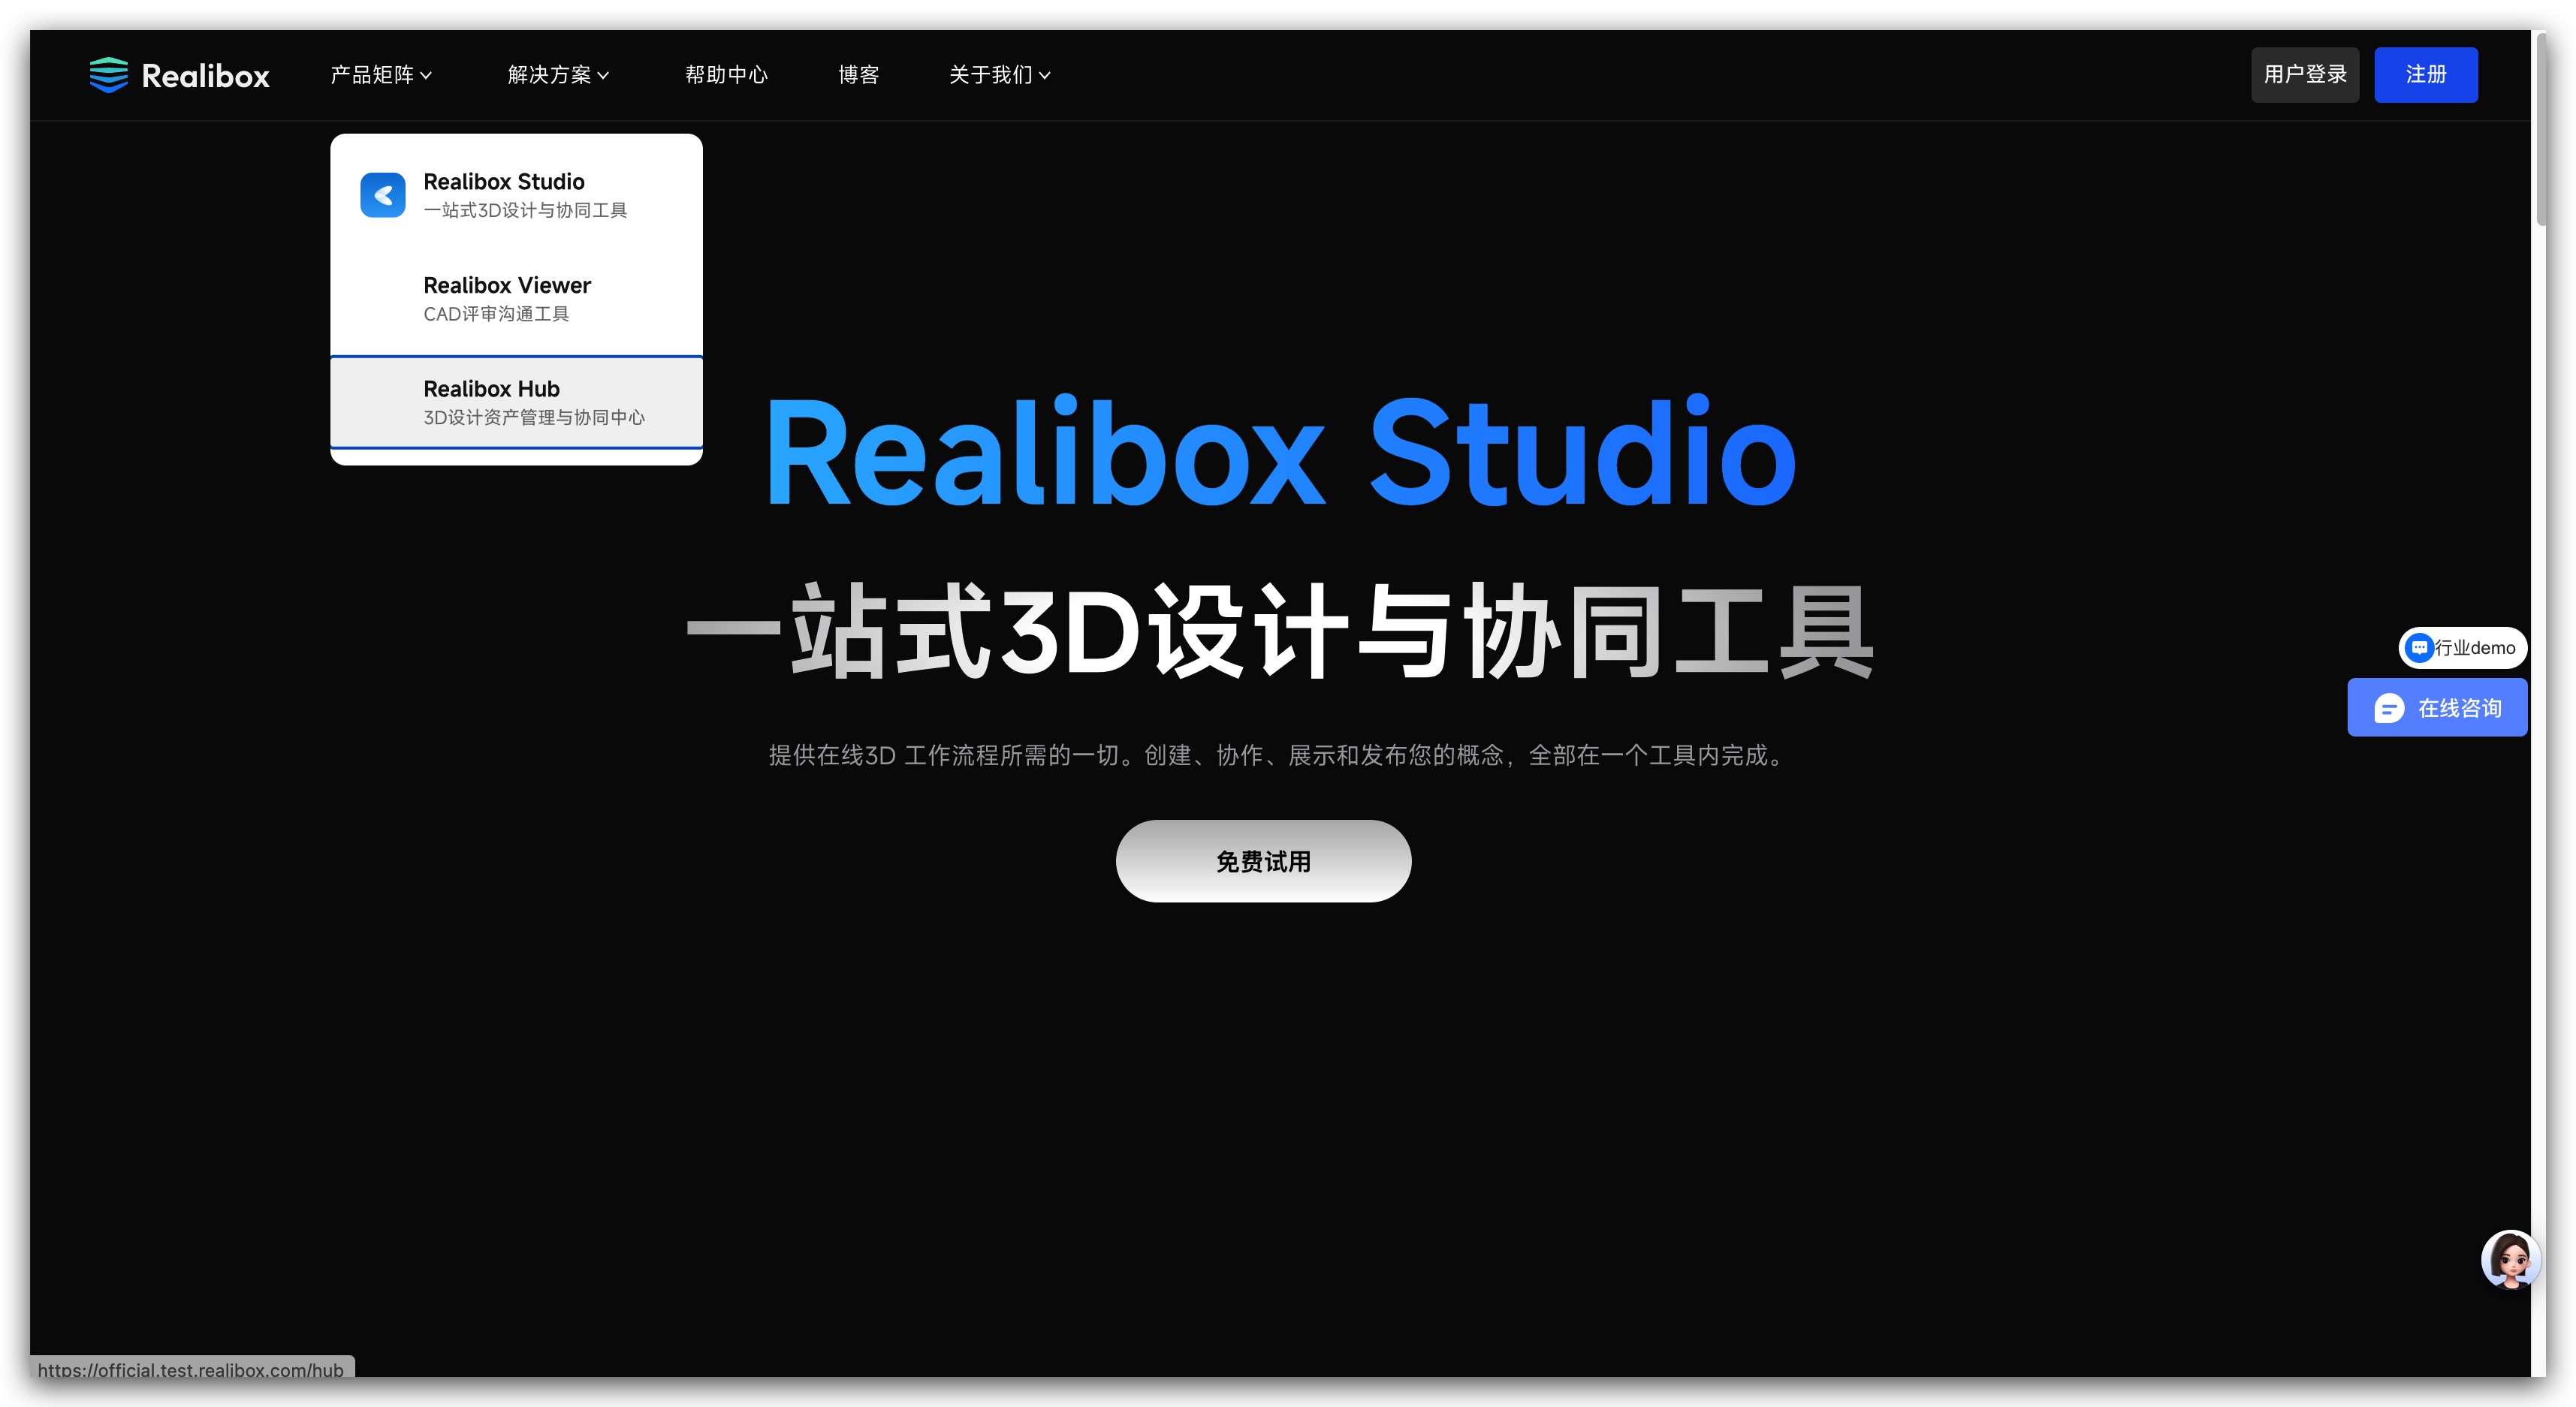 Realibox 产品矩阵 解决方案 帮助中心 博客 关于我们 用户登录 注册
Realibox Studio
一站式3D设计与协同工具
Realibox Viewer
CAD评审沟通工具
Realibox Hub
3D设计资产管理与协同中心
Realibox Studio
一站式3D设计与协同工具
提供在线3D 工作流程所需的一切。创建、协作、展示和发布您的概念，全部在一个工具内完成。
免费试用
行业demo
在线咨询
https://official.test.realibox.com/hub